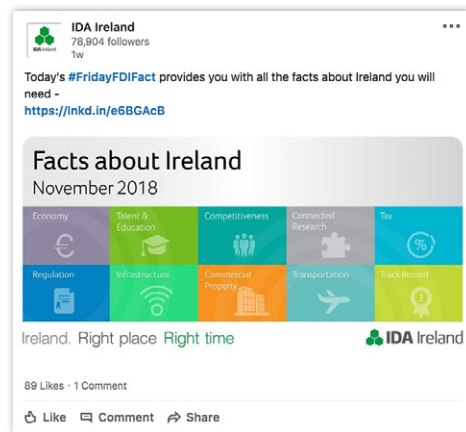 IDA Ireland
78,904 followers
1w
IDA Ireland
Today's #FridayFDIFact provides you with all the facts about Ireland you will
need -
https://lnkd.in/e6BGAcB
Facts about Ireland
November 2018
Economy
Talent &
Education
Competitiveness
Connected
Research
Tax
€
%
Regulation
Infrastructure
Commercial
Property
Transportation
Track Record
1
Ireland. Right place Right time
IDA Ireland
89 Likes · 1 Comment
Like Comment Share